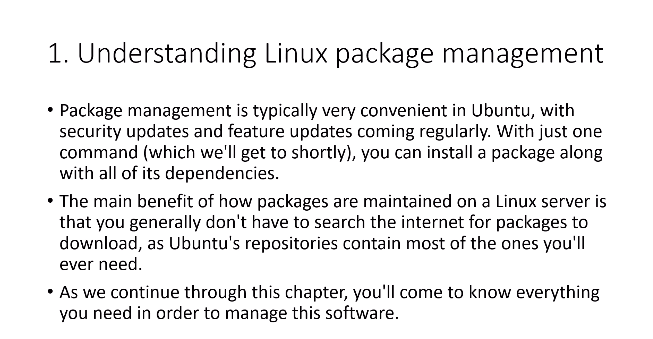 1. Understanding Linux package management
• Package management is typically very convenient in Ubuntu, with
security updates and feature updates coming regularly. With just one
command (which we'll get to shortly), you can install a package along
with all of its dependencies.
• The main benefit of how packages are maintained on a Linux server is
that you generally don't have to search the internet for packages to
download, as Ubuntu's repositories contain most of the ones you'll
ever need.
• As we continue through this chapter, you'll come to know everything
you need in order to manage this software.